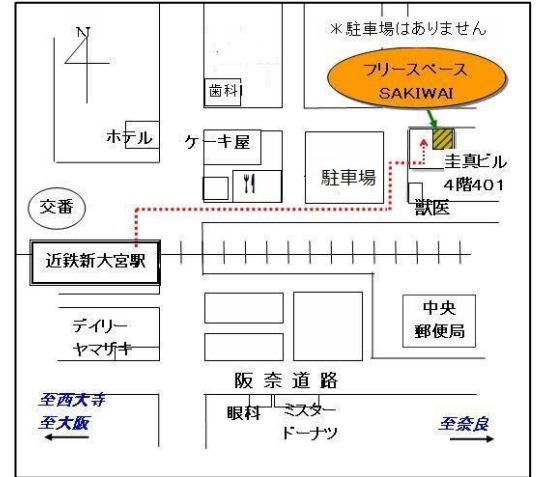 N
＊駐車場はありません
フリースペース
SAKIWAI
歯科
ホテル
ケーキ屋
駐車場
圭真ビル
4階401
獣医
交番
近鉄新大宮駅
デイリー
ヤマザキ
中央
郵便局
阪奈道路
眼科
ミスター
ドーナツ
至西大寺
至大阪
至奈良